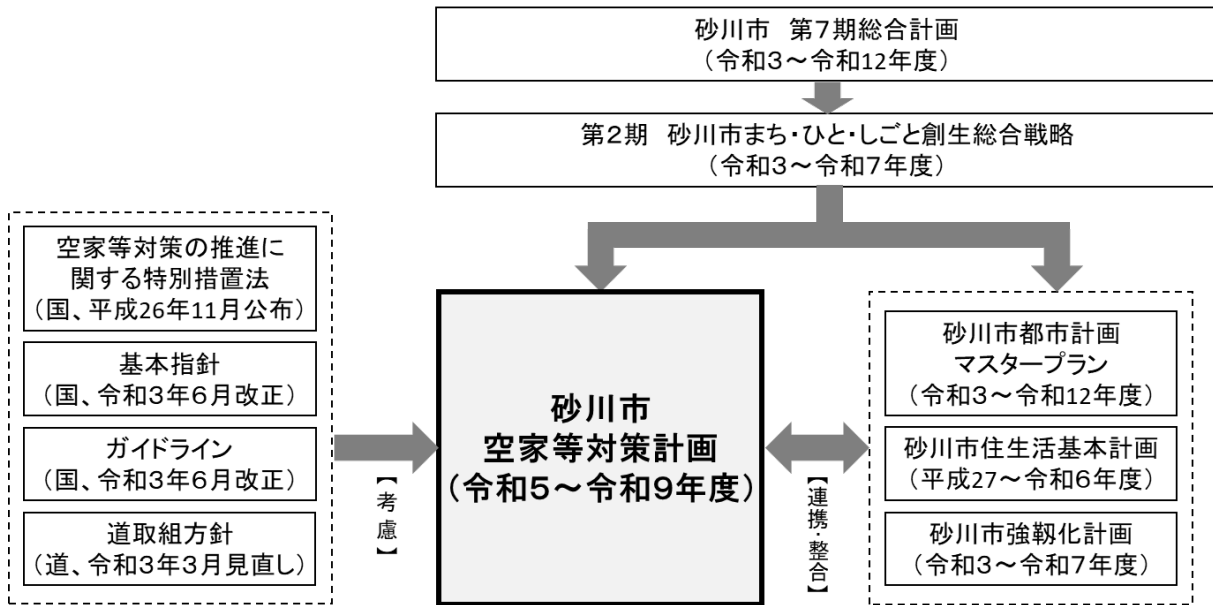 砂川市　第７期総合計画
（令和３～令和12年度）
第２期　砂川市まち・ひと・しごと創生総合戦略
（令和３～令和７年度）
空家等対策の推進に
関する特別措置法
（国、平成26年11月公布）
基本指針
（国、令和３年６月改正）
ガイドライン
（国、令和３年６月改正）
道取組方針
（道、令和３年３月見直し）
【考慮】
砂川市
空家等対策計画
（令和５～令和９年度）
【連携・整合】
砂川市都市計画
マスタープラン
（令和３～令和12年度）
砂川市住生活基本計画
（平成27～令和６年度）
砂川市強靱化計画
（令和３～令和７年度）